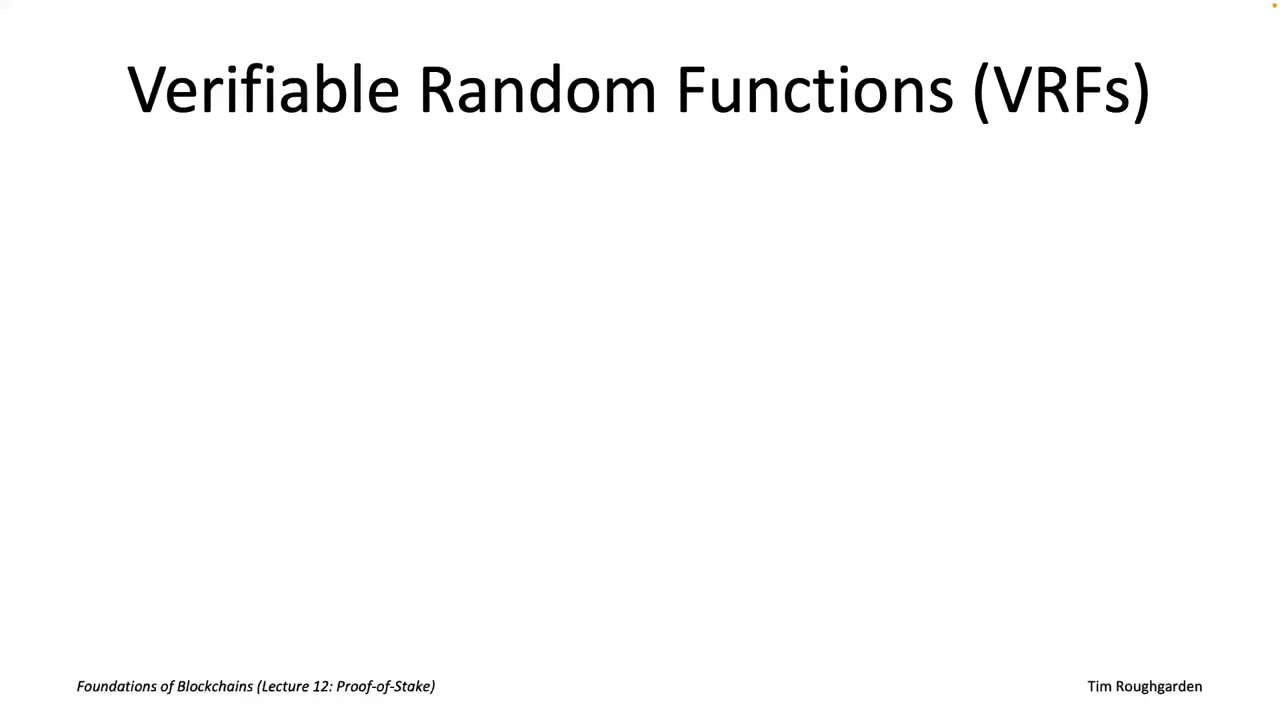 Verifiable Random Functions (VRFs)
Foundations of Blockchains (Lecture 12: Proof-of-Stake)
Tim Roughgarden